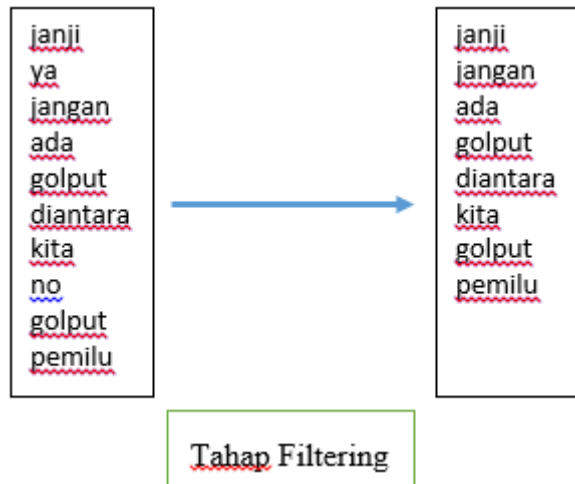 janji
ya
jangan
ada
golput
diantara
kita
no
golput
pemilu
janji
jangan
ada
golput
diantara
kita
golput
pemilu
Tahap Filtering